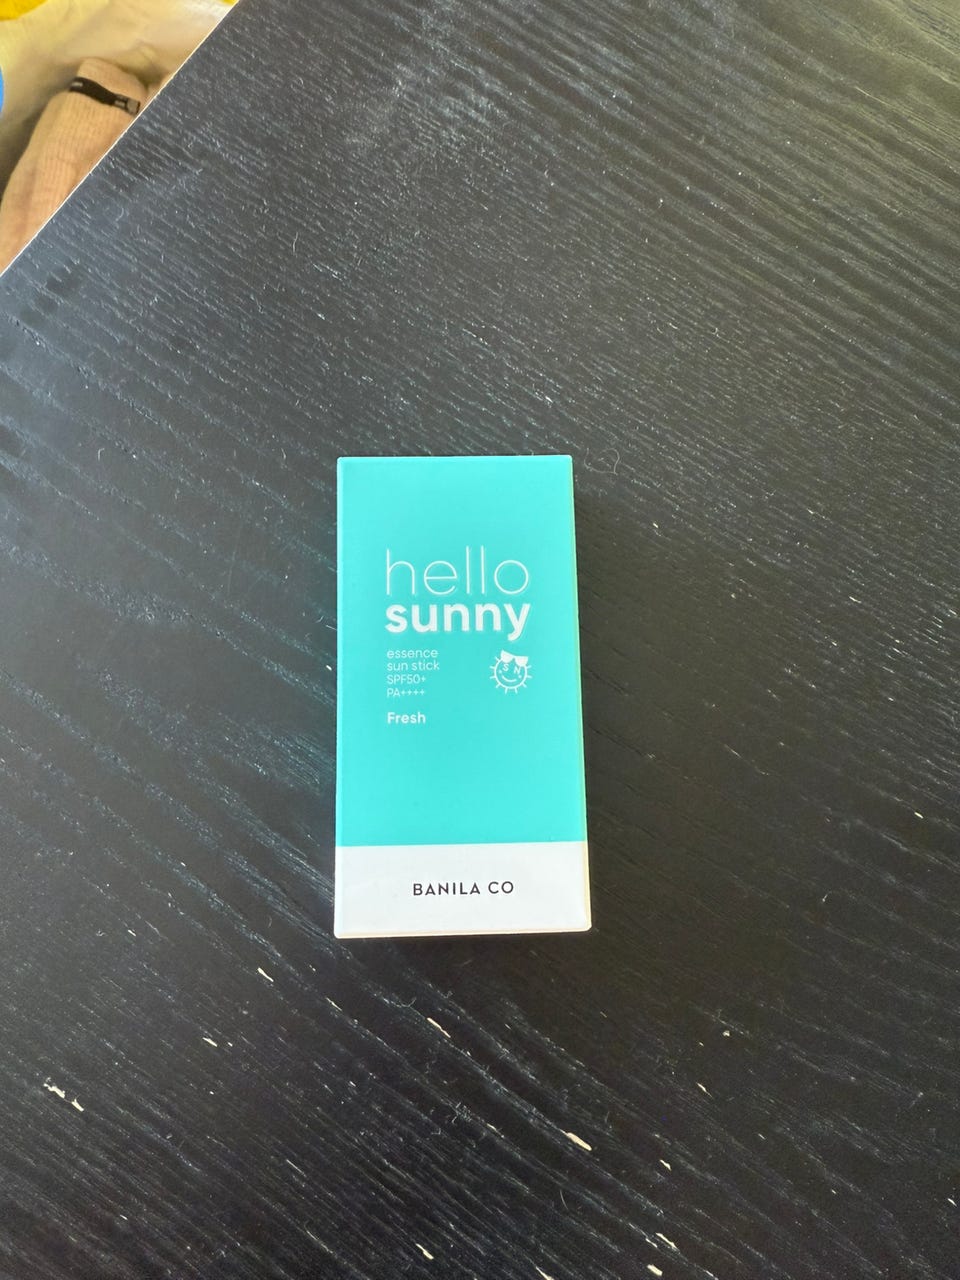 hello
sunny
essence
sun stick
SPF50+
PA++++
Fresh
BANILA CO